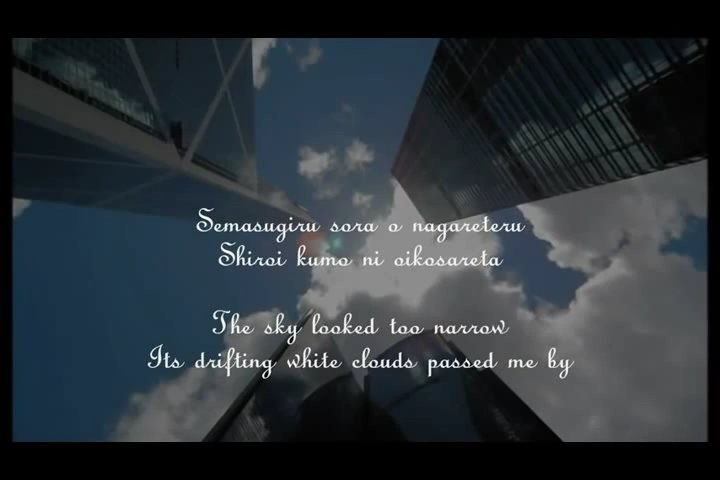 Semasugiru sora o nagareteru
Shiroi kumo ni oikosareta
The sky looked too narrow
Its drifting white clouds passed me by